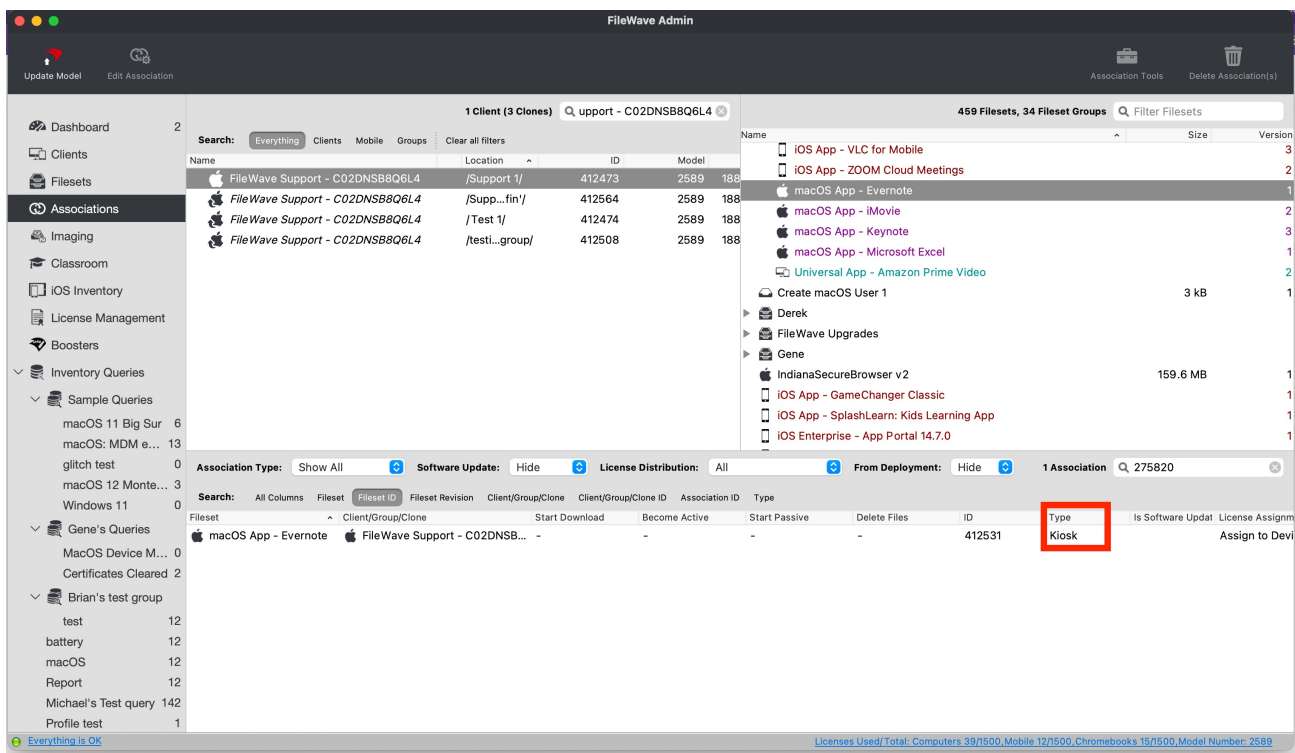 FileWave Admin
Update Model
Edit Association
Association Tools
Delete Association(s)
Dashboard 2
Clients
Filesets
Associations
Imaging
Classroom
iOS Inventory
License Management
Boosters
Inventory Queries
Sample Queries
macOS 11 Big Sur 6
macOS: MDM e... 13
glitch test 0
macOS 12 Monte... 3
Windows 11 0
Gene's Queries
MacOS Device M... 0
Certificates Cleared 2
Brian's test group
test 12
battery 12
macOS 12
Report 12
Michael's Test query 142
Profile test 1
1 Client (3 Clones) upport - C02DNSB8Q6L4
Search: Everything Clients Mobile Groups Clear all filters
Name Location ID Model
FileWave Support - C02DNSB8Q6L4 /Support 1/ 412473 2589 188
FileWave Support - C02DNSB8Q6L4 /Supp...fin'/ 412564 2589 188
FileWave Support - C02DNSB8Q6L4 /Test 1/ 412474 2589 188
FileWave Support - C02DNSB8Q6L4 /testi...group/ 412508 2589 188
459 Filesets, 34 Fileset Groups Filter Filesets
Name Size Version
iOS App - VLC for Mobile 3
iOS App - ZOOM Cloud Meetings 2
macOS App - Evernote 1
macOS App - iMovie 2
macOS App - Keynote 3
macOS App - Microsoft Excel 1
Universal App - Amazon Prime Video 2
Create macOS User 1 3 kB 1
Derek
FileWave Upgrades
Gene
IndianaSecureBrowser v2 159.6 MB 1
iOS App - GameChanger Classic 1
iOS App - SplashLearn: Kids Learning App 1
iOS Enterprise - App Portal 14.7.0 1
Association Type: Show All Software Update: Hide License Distribution: All From Deployment: Hide 1 Association 275820
Search: All Columns Fileset Fileset ID Fileset Revision Client/Group/Clone Client/Group/Clone ID Association ID Type
Fileset Client/Group/Clone Start Download Become Active Start Passive Delete Files ID Type Is Software Updat License Assignm
macOS App - Evernote FileWave Support - C02DNSB... - - - - 412531 Kiosk Assign to Devi
Everything is OK
Licenses Used/Total: Computers 39/1500,Mobile 12/1500,Chromebooks 15/1500,Model Number: 2589